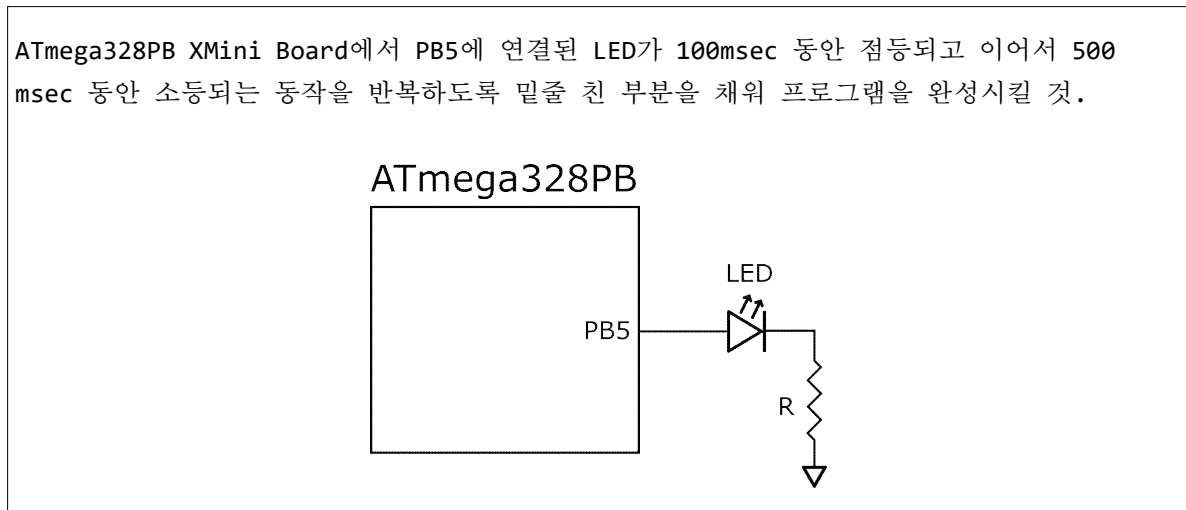 ATmega328PB XMini Board에서 PB5에 연결된 LED가 100msec 동안 점등되고 이어서 500
msec 동안 소등되는 동작을 반복하도록 밑줄 친 부분을 채워 프로그램을 완성시킬 것.
ATmega328PB
LED
PB5
R